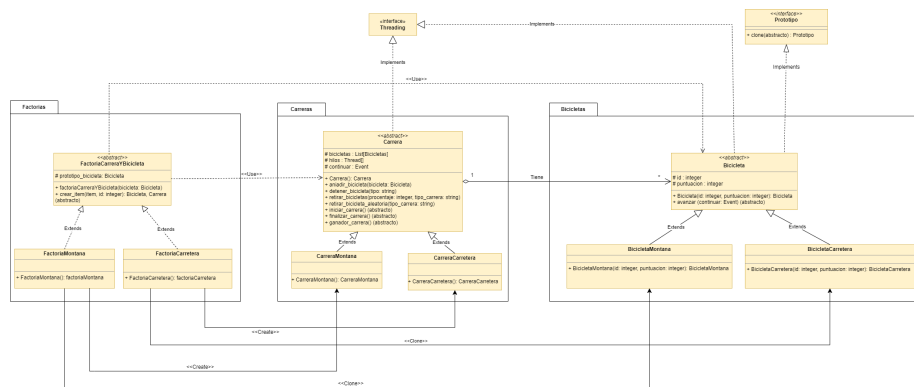 <<interface>>
Prototipo
+ clone(abstracto) : Prototipo
«interface»
Threading
Implements
Implements
Implements
<<Use>>
Factorias
Carreras
Bicicletas
<<abstract>>
FactoriaCarreraYBicicleta
# prototipo_bicicleta: Bicicleta
+ factoriaCarreraYBicicleta(bicicleta: Bicicleta)
+ crear_item(item, id: integer): Bicicleta, Carrera
(abstracto)
<<Use>>
<<abstract>>
Carrera
# bicicletas : List[Bicicletas]
# hilos : Thread[]
# continuar : Event
+ Carrera(): Carrera
+ aniadir_bicicleta(bicicleta: Bicicleta)
+ detener_bicicleta(tipo: string)
+ retirar_bicicletas(procentaje: integer, tipo_carrera: string)
+ retirar_bicicleta_aleatoria(tipo_carrera: string)
+ iniciar_carrera() (abstracto)
+ finalizar_carrera() (abstracto)
+ ganador_carrera() (abstracto)
1
Tiene
*
<<abstract>>
Bicicleta
# id : integer
# puntuacion : integer
+ Bicicleta(id: integer, puntuacion: integer): Bicicleta
+ avanzar (continuar: Event) (abstracto)
Extends
Extends
Extends
Extends
Extends
Extends
FactoriaMontana
+ FactoriaMontana(): factoriaMontana
FactoriaCarretera
+ FactoriaCarretera(): factoriaCarretera
CarreraMontana
+ CarreraMontana(): CarreraMontana
CarreraCarretera
+ CarreraCarretera(): CarreraCarretera
BicicletaMontana
+ BicicletaMontana(id: integer, puntuacion: integer): BicicletaMontana
BicicletaCarretera
+ BicicletaCarretera(id: integer, puntuacion: integer): BicicletaCarretera
<<Create>>
<<Clone>>
<<Create>>
<<Clone>>